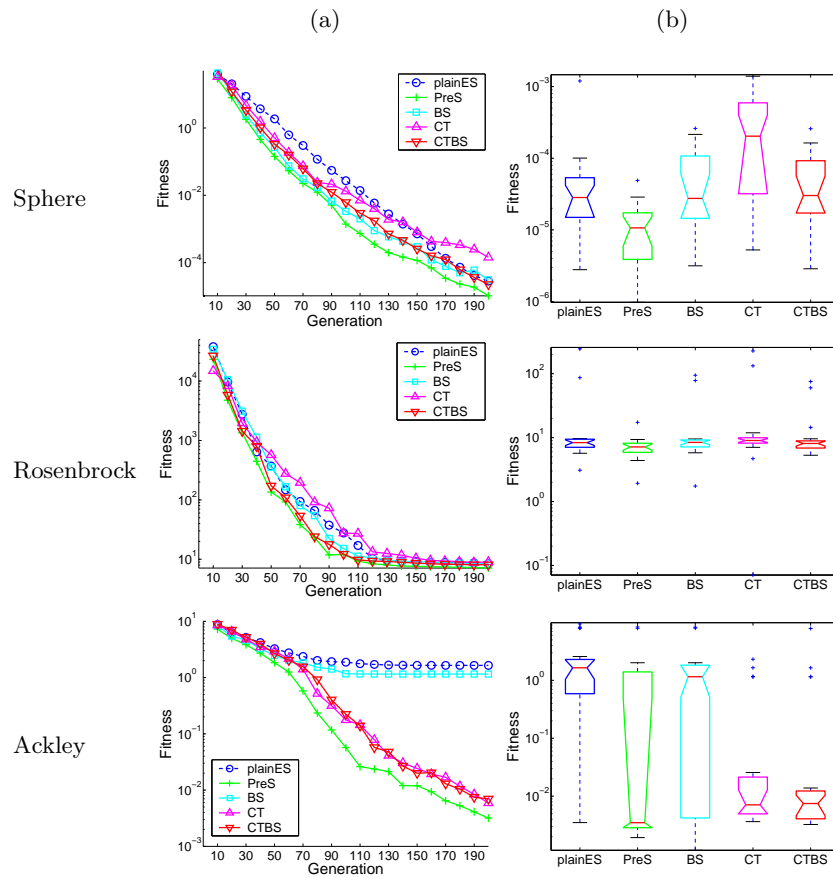 (a) (b)
Sphere
Fitness
10^0
10^-2
10^-4
10 30 50 70 90 110 130 150 170 190
Generation
plainES
PreS
BS
CT
CTBS
Fitness
10^-3
10^-4
10^-5
10^-6
plainES PreS BS CT CTBS
Rosenbrock
Fitness
10^4
10^3
10^2
10^1
10 30 50 70 90 110 130 150 170 190
Generation
plainES
PreS
BS
CT
CTBS
Fitness
10^2
10^1
10^0
10^-1
plainES PreS BS CT CTBS
Ackley
Fitness
10^1
10^0
10^-1
10^-2
10^-3
10 30 50 70 90 110 130 150 170 190
Generation
plainES
PreS
BS
CT
CTBS
Fitness
10^0
10^-2
plainES PreS BS CT CTBS